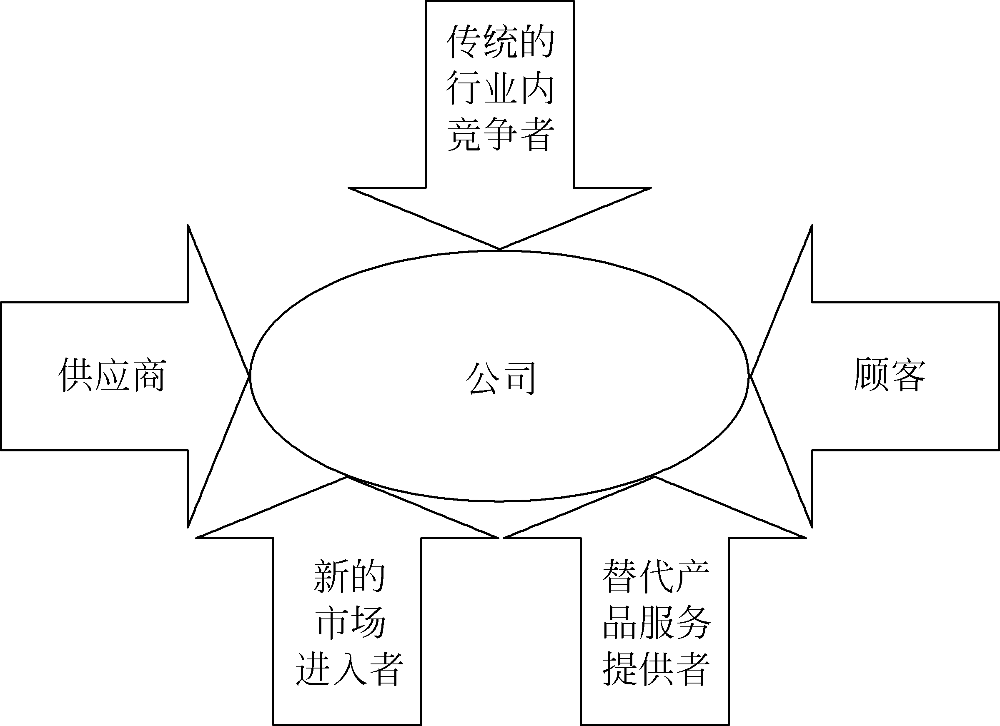 传统的
行业内
竞争者
供应商
公司
顾客
新的
市场
进入者
替代产
品服务
提供者